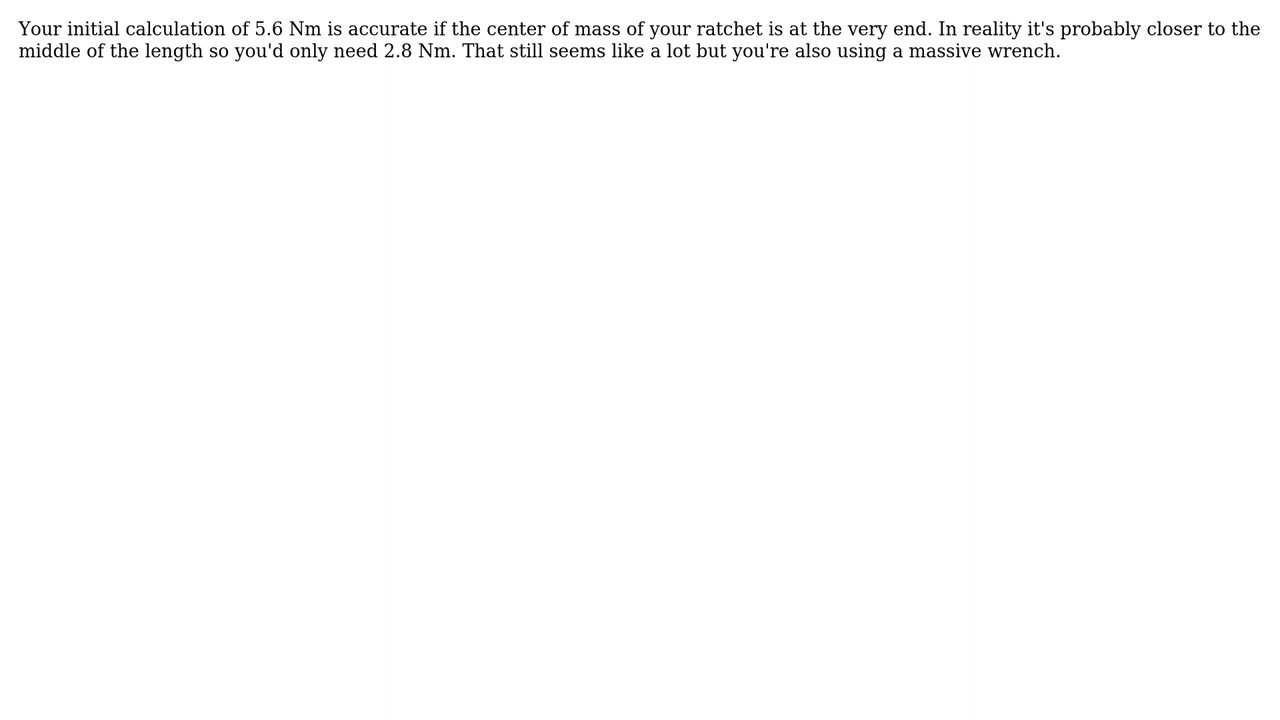 Your initial calculation of 5.6 Nm is accurate if the center of mass of your ratchet is at the very end. In reality it's probably closer to the
middle of the length so you'd only need 2.8 Nm. That still seems like a lot but you're also using a massive wrench.